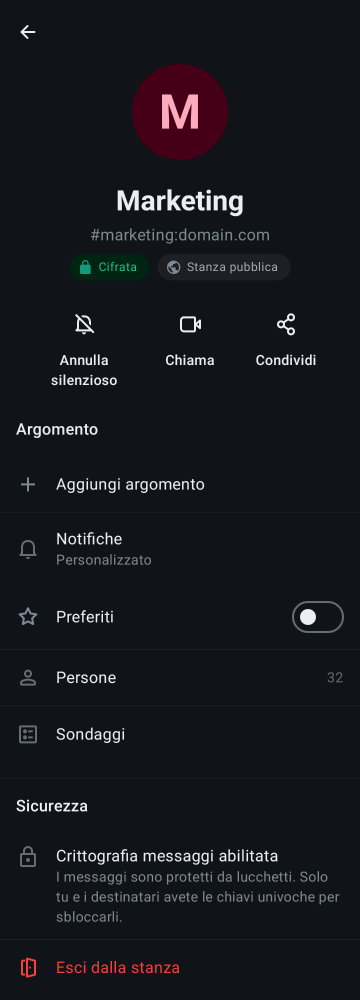 M
Marketing
#marketing:domain.com
Cifrata
Stanza pubblica
Annulla
silenzioso
Chiama
Condividi
Argomento
Aggiungi argomento
Notifiche
Personalizzato
Preferiti
Persone
32
Sondaggi
Sicurezza
Crittografia messaggi abilitata
I messaggi sono protetti da lucchetti. Solo
tu e i destinatari avete le chiavi univoche per
sbloccarli.
Esci dalla stanza